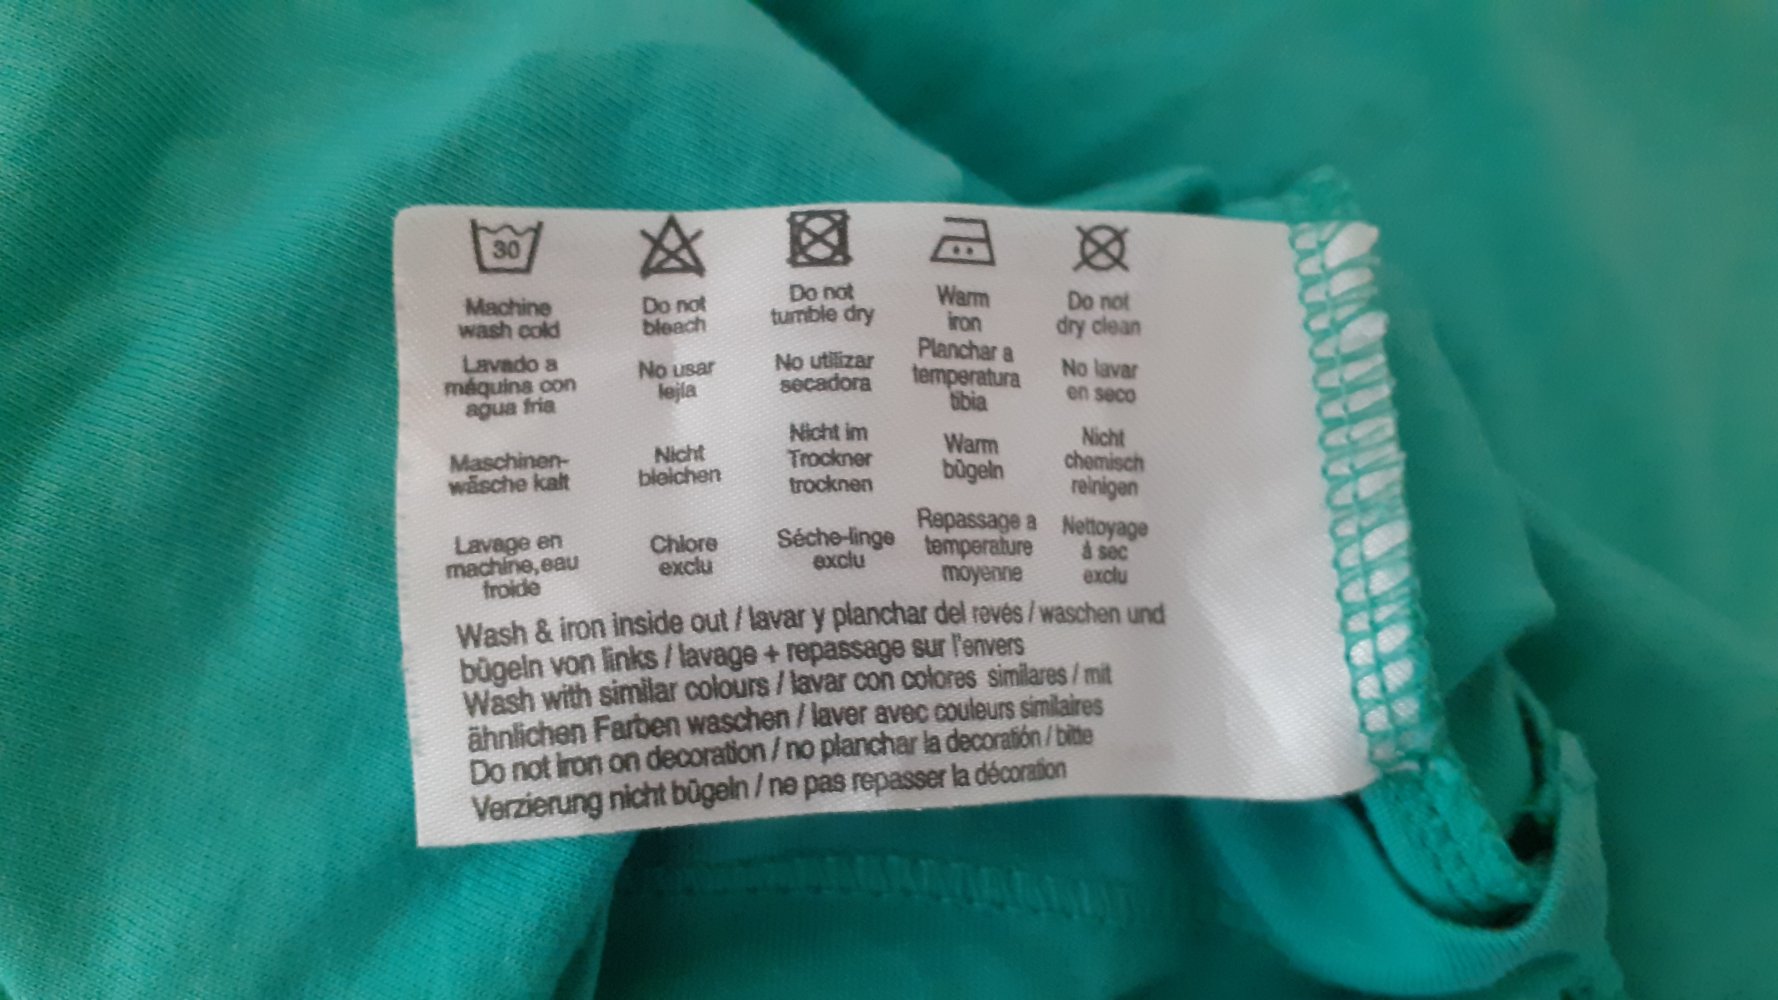 30
Machine
wash cold
Do not
bleach
Do not
tumble dry
Warm
iron
Do not
dry clean
Lavado a
máquina con
agua fria
No usar
lejía
No utilizar
secadora
Planchar a
temperatura
tibia
No lavar
en seco
Maschinen-
wäsche kalt
Nicht
bleichen
Nicht im
Trockner
trocknen
Warm
bügeln
Nicht
chemisch
reinigen
Lavage en
machine,eau
froide
Chlore
exclu
Séche-linge
exclu
Repassage a
temperature
moyenne
Nettoyage
à sec
exclu
Wash & iron inside out / lavar y planchar del revés / waschen und
bügeln von links / lavage + repassage sur l'envers
Wash with similar colours / lavar con colores similares / mit
ähnlichen Farben waschen / laver avec couleurs similaires
Do not iron on decoration / no planchar la decoratión / bitte
Verzierung nicht bügeln / ne pas repasser la décoration